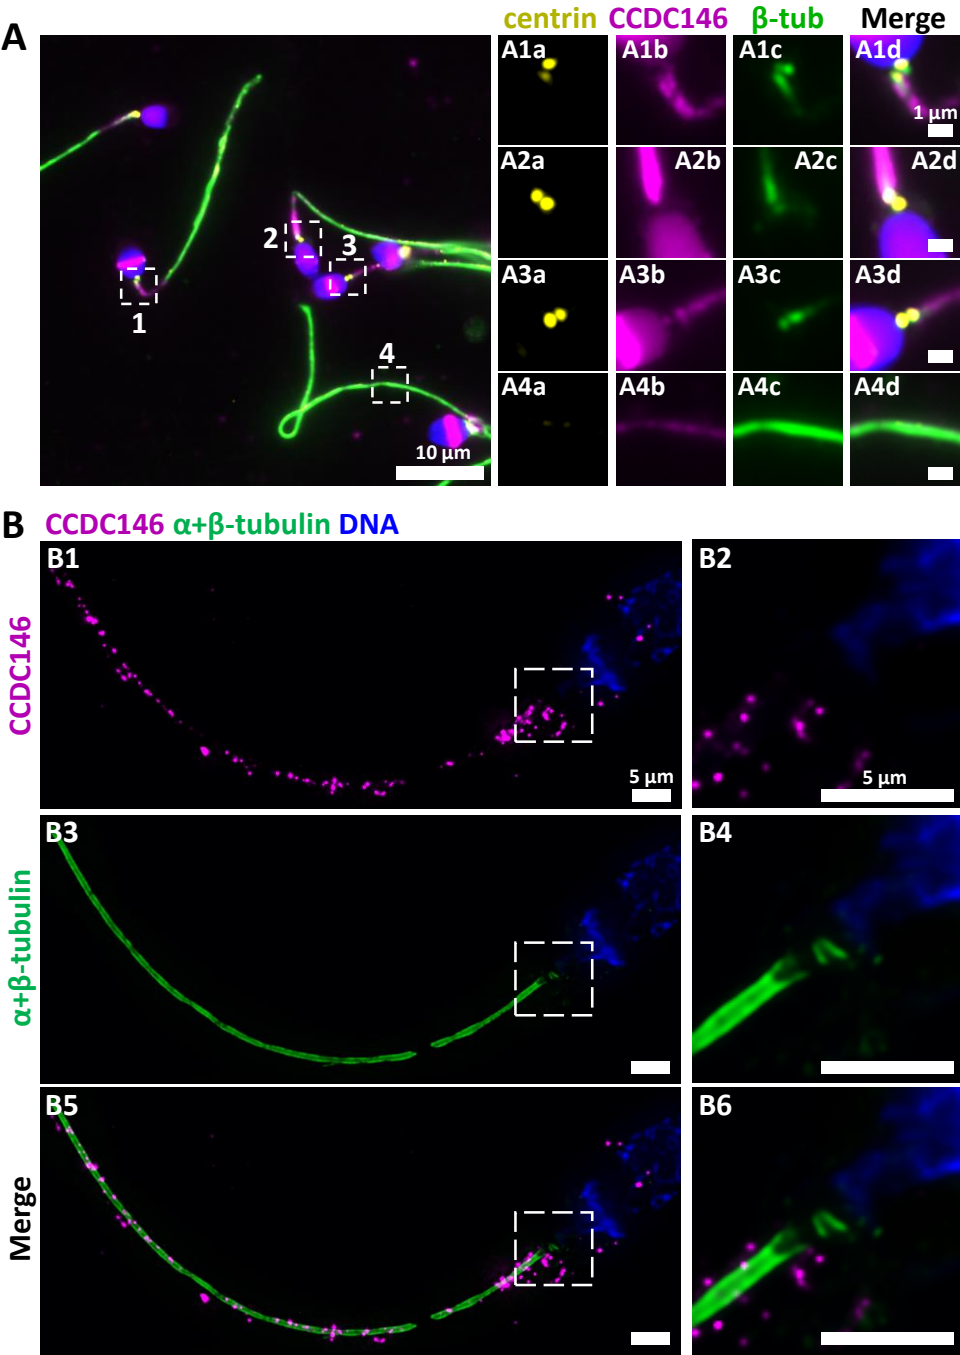 A
centrin CCDC146 β-tub Merge
A1a A1b A1c A1d
1 μm
A2a A2b A2c A2d
A3a A3b A3c A3d
A4a A4b A4c A4d
1
2
3
4
10 μm
B CCDC146 α+β-tubulin DNA
CCDC146
B1 B2
5 μm 5 μm
α+β-tubulin
B3 B4
Merge
B5 B6